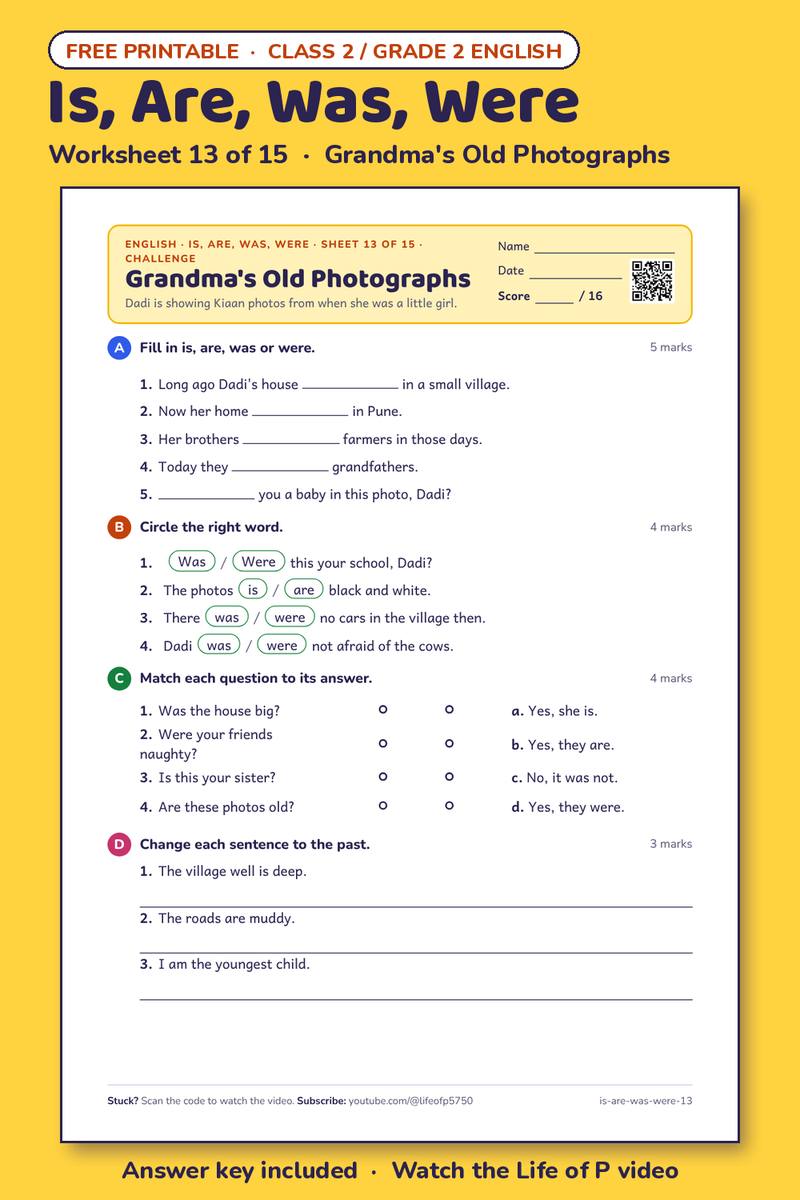 FREE PRINTABLE · CLASS 2 / GRADE 2 ENGLISH
Is, Are, Was, Were
Worksheet 13 of 15 · Grandma's Old Photographs
ENGLISH · IS, ARE, WAS, WERE · SHEET 13 OF 15 ·
CHALLENGE
Grandma's Old Photographs
Dadi is showing Kiaan photos from when she was a little girl.
Name ____________
Date ____________
Score ______ / 16
A Fill in is, are, was or were. 5 marks
1. Long ago Dadi's house ____________ in a small village.
2. Now her home ____________ in Pune.
3. Her brothers ____________ farmers in those days.
4. Today they ____________ grandfathers.
5. ____________ you a baby in this photo, Dadi?
B Circle the right word. 4 marks
1. Was / Were this your school, Dadi?
2. The photos is / are black and white.
3. There was / were no cars in the village then.
4. Dadi was / were not afraid of the cows.
C Match each question to its answer. 4 marks
1. Was the house big? a. Yes, she is.
2. Were your friends
naughty? b. Yes, they are.
3. Is this your sister? c. No, it was not.
4. Are these photos old? d. Yes, they were.
D Change each sentence to the past. 3 marks
1. The village well is deep.
2. The roads are muddy.
3. I am the youngest child.
Stuck? Scan the code to watch the video. Subscribe: youtube.com/@lifeofp5750 is-are-was-were-13
Answer key included · Watch the Life of P video